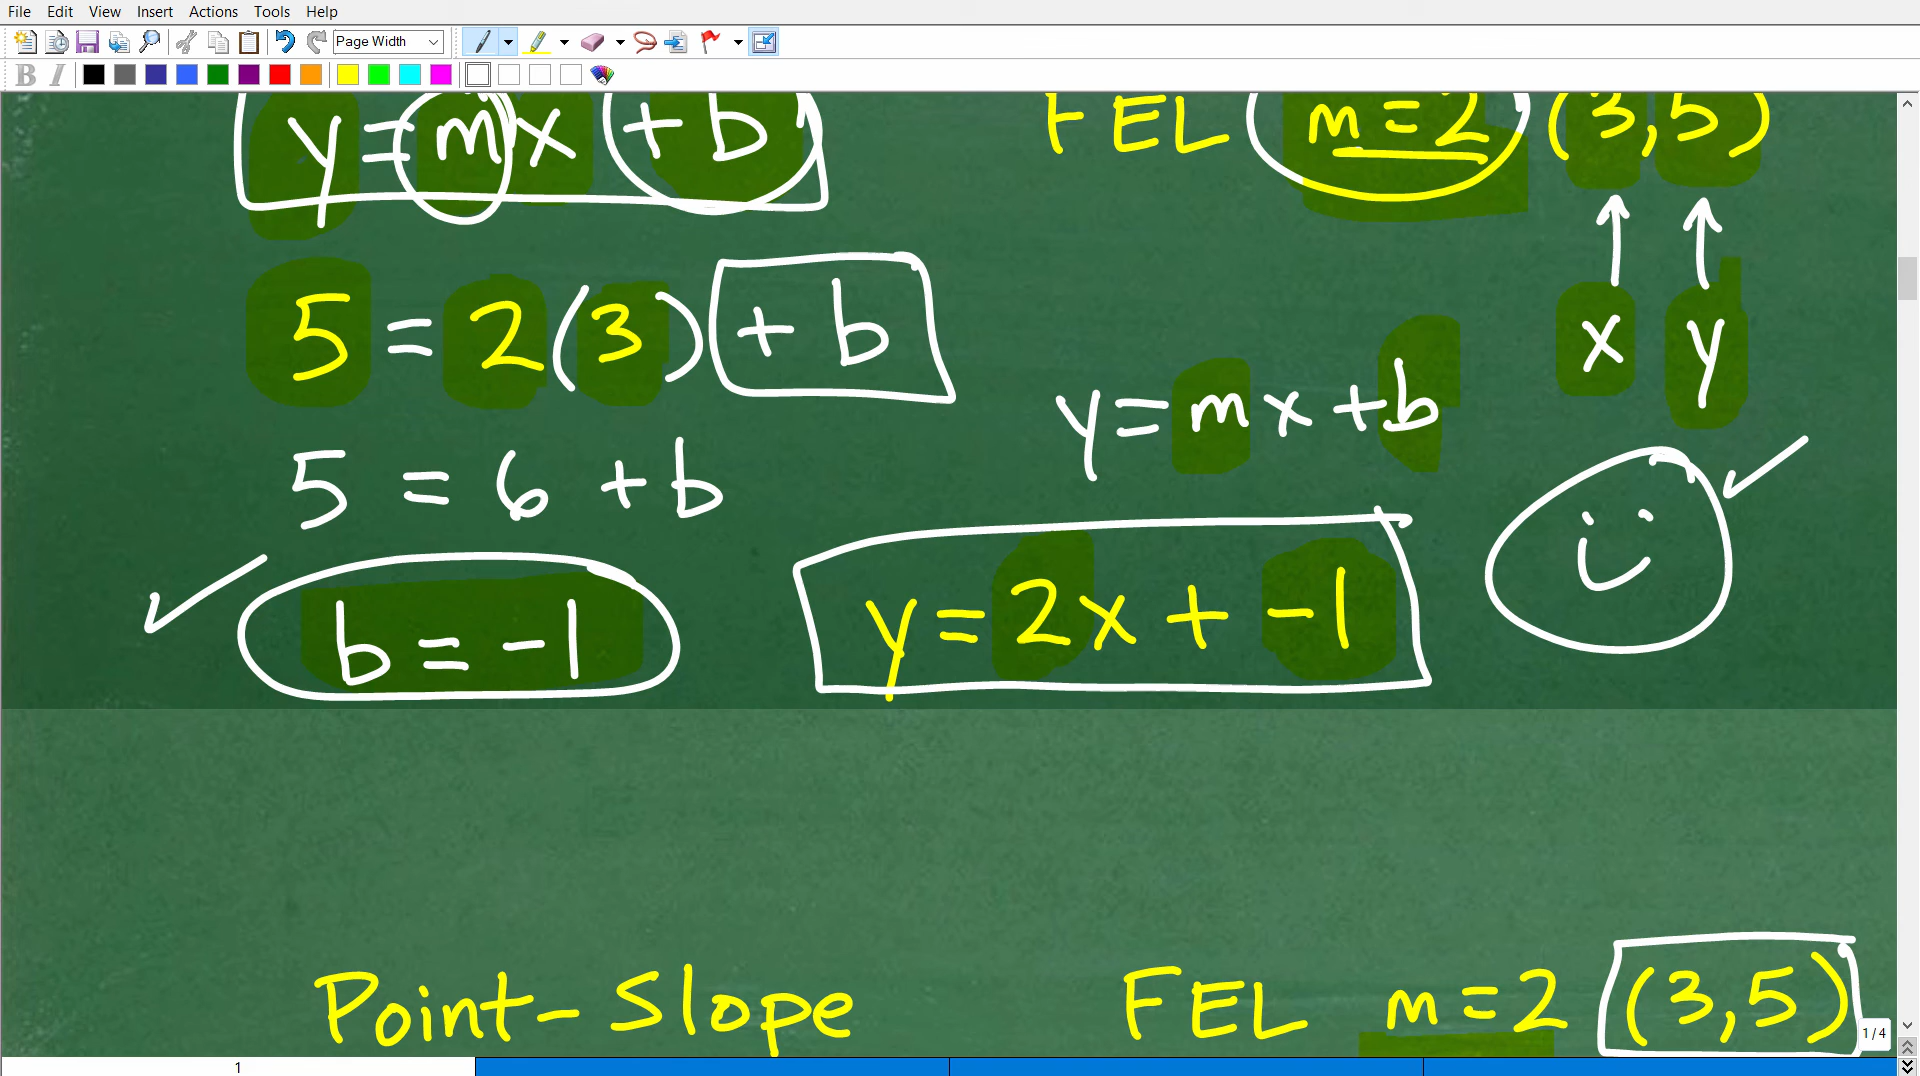 File Edit View Insert Actions Tools Help
Page Width
B I
y = mx + b
FEL m = 2 (3,5)
5 = 2(3) + b
x y
y = mx + b
5 = 6 + b
b = -1
y = 2x + -1
Point-Slope
FEL m = 2 (3,5)
1 / 4
1